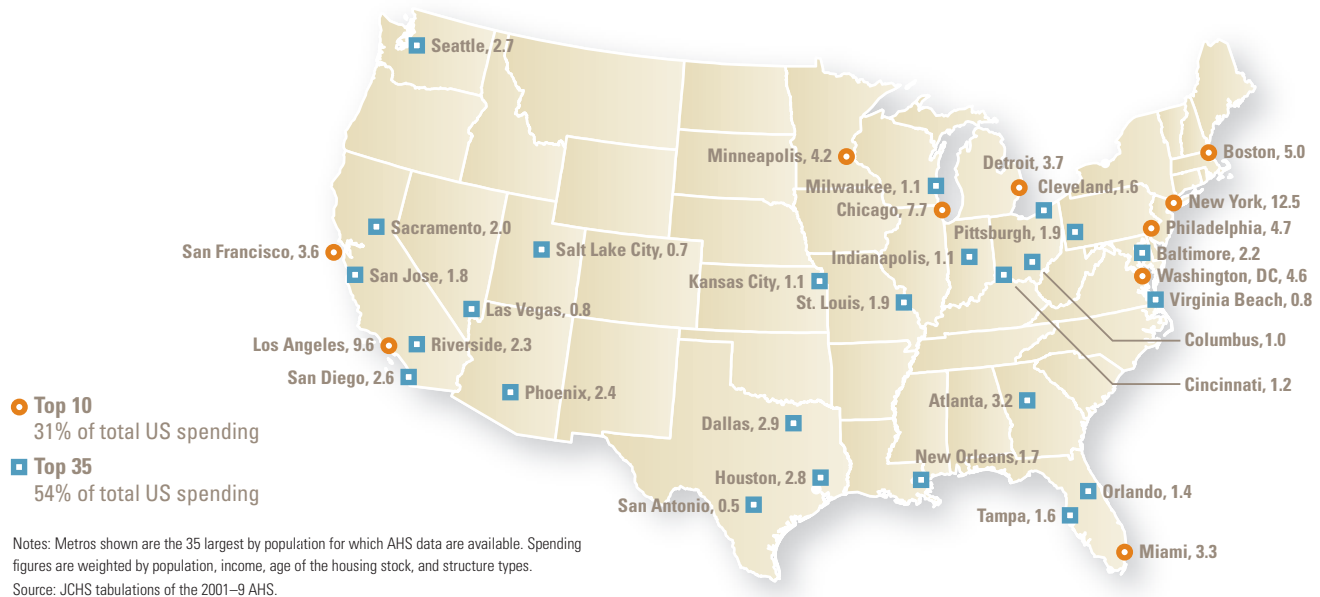 Seattle, 2.7
Minneapolis, 4.2
Detroit, 3.7
Boston, 5.0
Milwaukee, 1.1
Cleveland,1.6
Chicago, 7.7
New York, 12.5
Sacramento, 2.0
Pittsburgh, 1.9
Philadelphia, 4.7
San Francisco, 3.6
Salt Lake City, 0.7
Indianapolis, 1.1
Baltimore, 2.2
San Jose, 1.8
Kansas City, 1.1
Washington, DC, 4.6
St. Louis, 1.9
Virginia Beach, 0.8
Las Vegas, 0.8
Columbus,1.0
Los Angeles, 9.6
Riverside, 2.3
San Diego, 2.6
Cincinnati, 1.2
Phoenix, 2.4
Atlanta, 3.2
Dallas, 2.9
New Orleans,1.7
Houston, 2.8
Orlando, 1.4
San Antonio, 0.5
Tampa, 1.6
Miami, 3.3
Top 10
31% of total US spending
Top 35
54% of total US spending
Notes: Metros shown are the 35 largest by population for which AHS data are available. Spending
figures are weighted by population, income, age of the housing stock, and structure types.
Source: JCHS tabulations of the 2001–9 AHS.